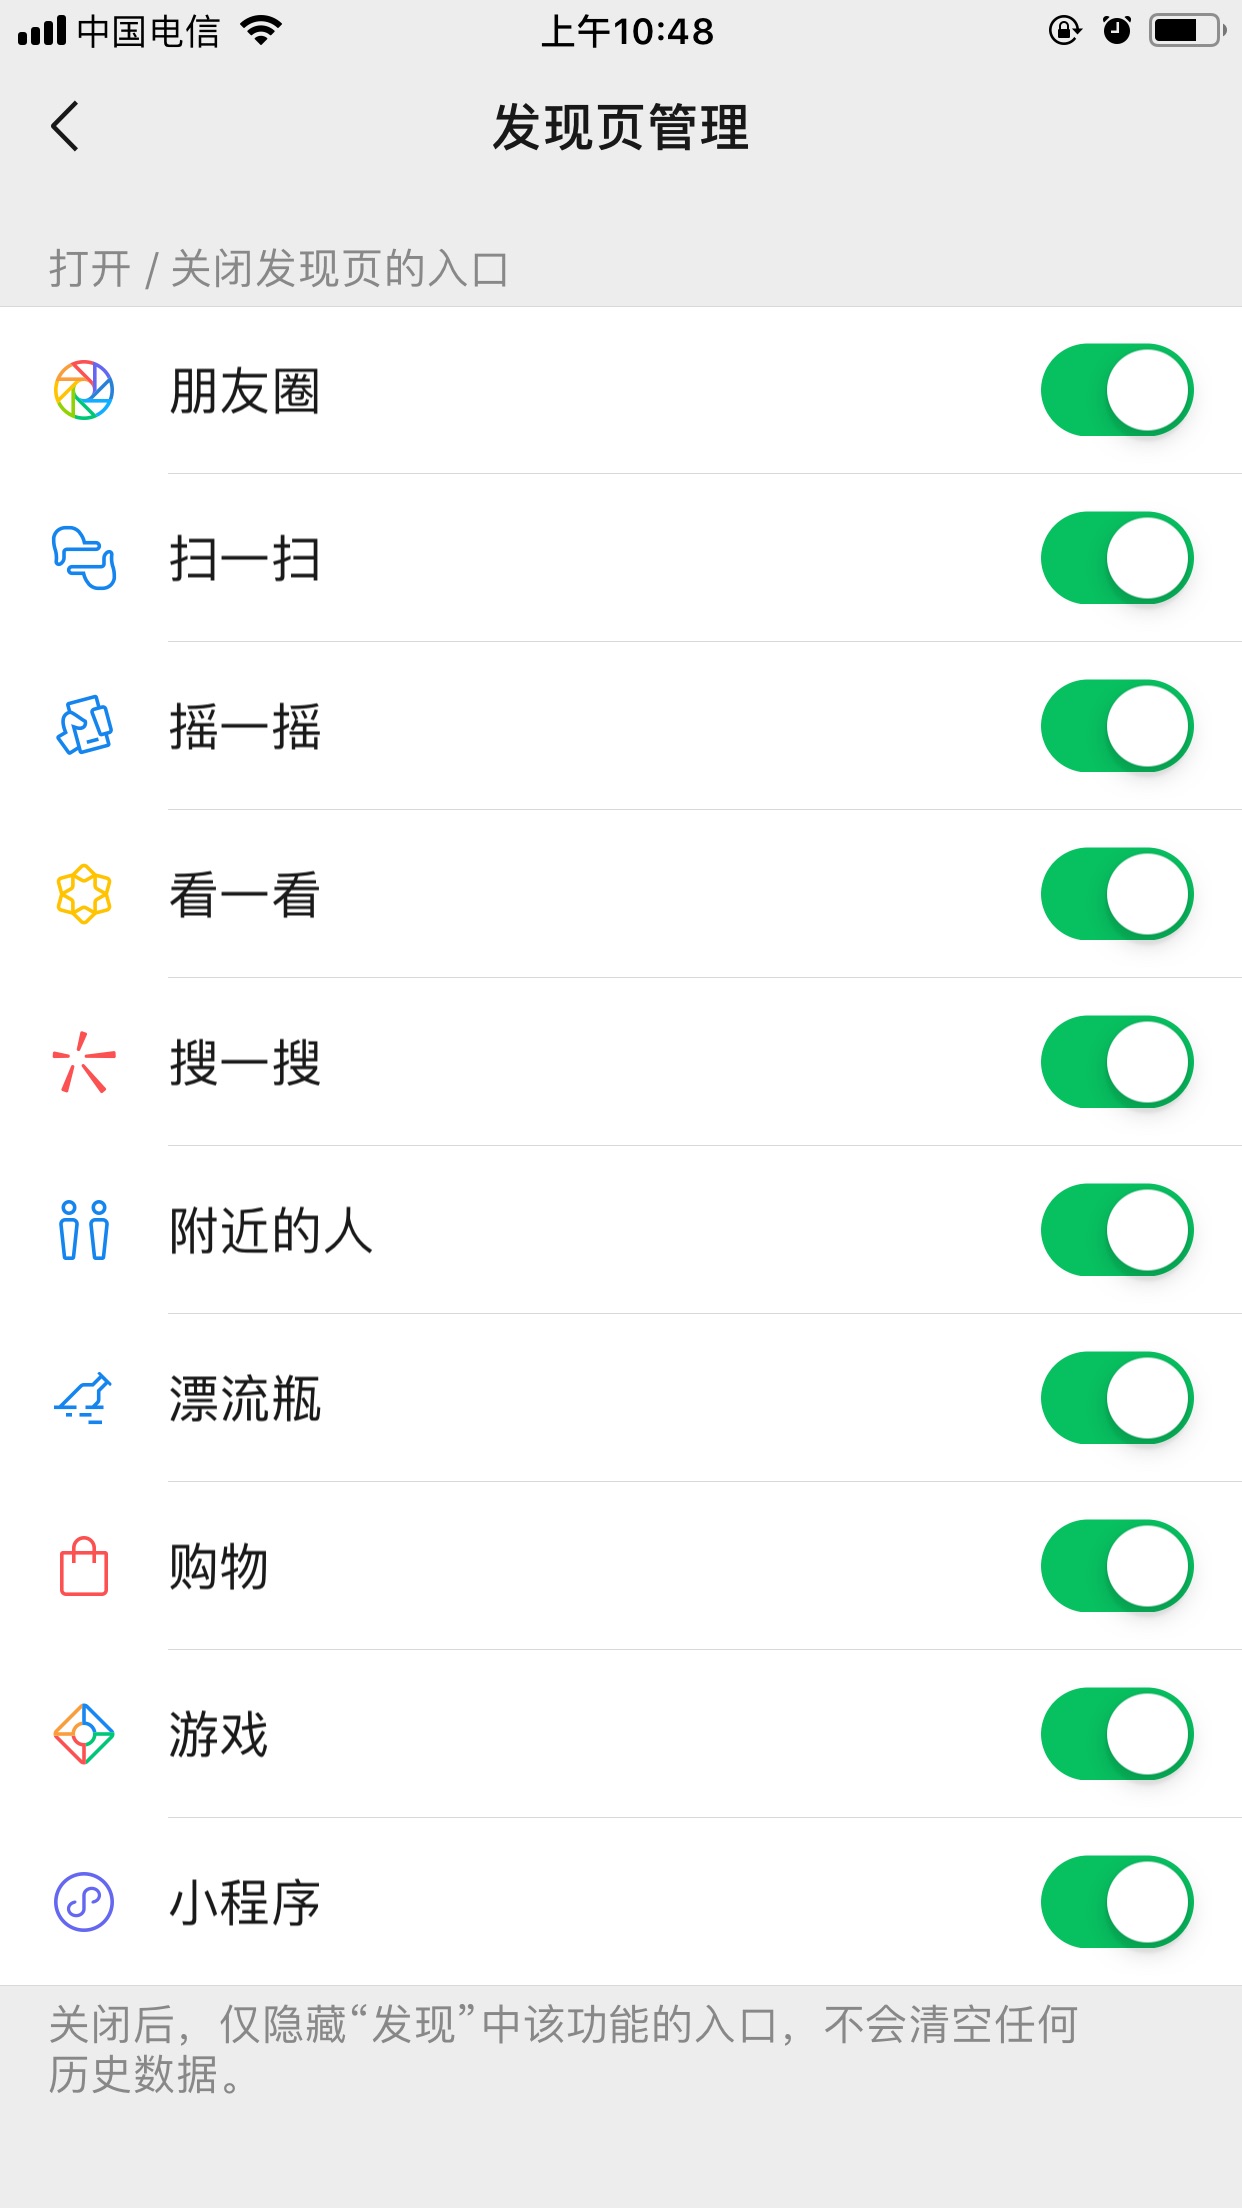 中国电信 上午10:48
发现页管理
打开 / 关闭发现页的入口
朋友圈
扫一扫
摇一摇
看一看
搜一搜
附近的人
漂流瓶
购物
游戏
小程序
关闭后，仅隐藏“发现”中该功能的入口，不会清空任何
历史数据。